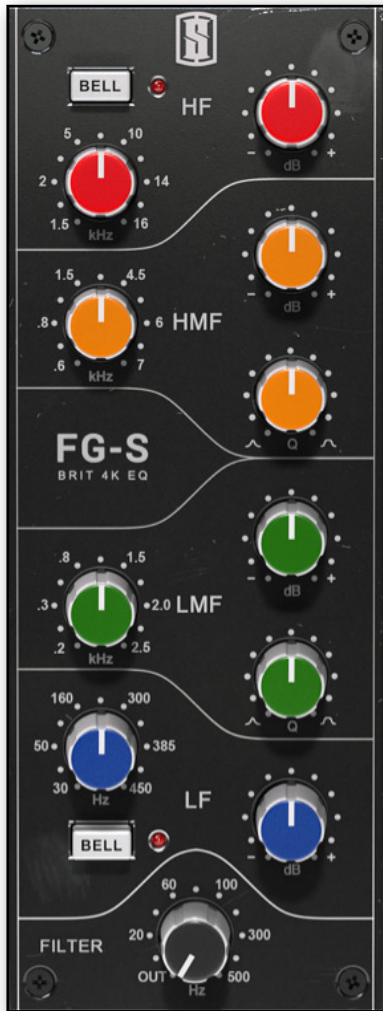 BELL
HF
5 10
2 14
1.5 16
kHz
- +
dB
1.5 4.5
.8 6
.6 7
kHz
HMF
- +
dB
Q
FG-S
BRIT 4K EQ
.8 1.5
.3 2.0
.2 2.5
kHz
LMF
- +
dB
Q
160 300
50 385
30 450
Hz
LF
BELL
- +
dB
FILTER
60 100
20 300
OUT 500
Hz